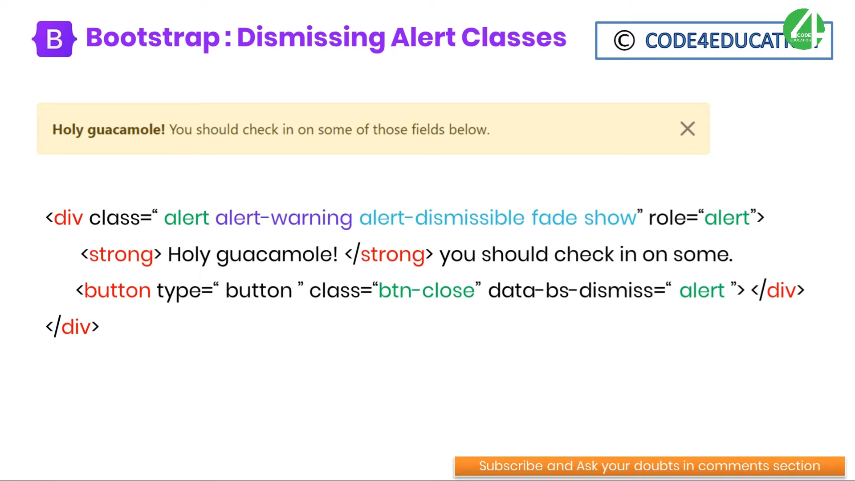 B Bootstrap : Dismissing Alert Classes
© CODE4EDUCATI
4
CODE
EDUCATION
Holy guacamole! You should check in on some of those fields below.
<div class=“ alert alert-warning alert-dismissible fade show” role=“alert”>
<strong> Holy guacamole! </strong> you should check in on some.
<button type=“ button ” class=“btn-close” data-bs-dismiss=“ alert ”> </div>
</div>
Subscribe and Ask your doubts in comments section